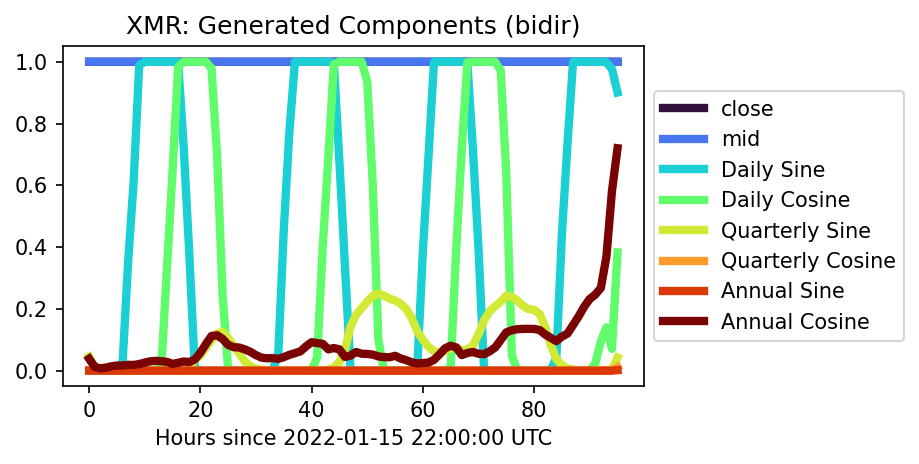 XMR: Generated Components (bidir)
1.0
0.8
0.6
0.4
0.2
0.0
0 20 40 60 80
Hours since 2022-01-15 22:00:00 UTC
close
mid
Daily Sine
Daily Cosine
Quarterly Sine
Quarterly Cosine
Annual Sine
Annual Cosine